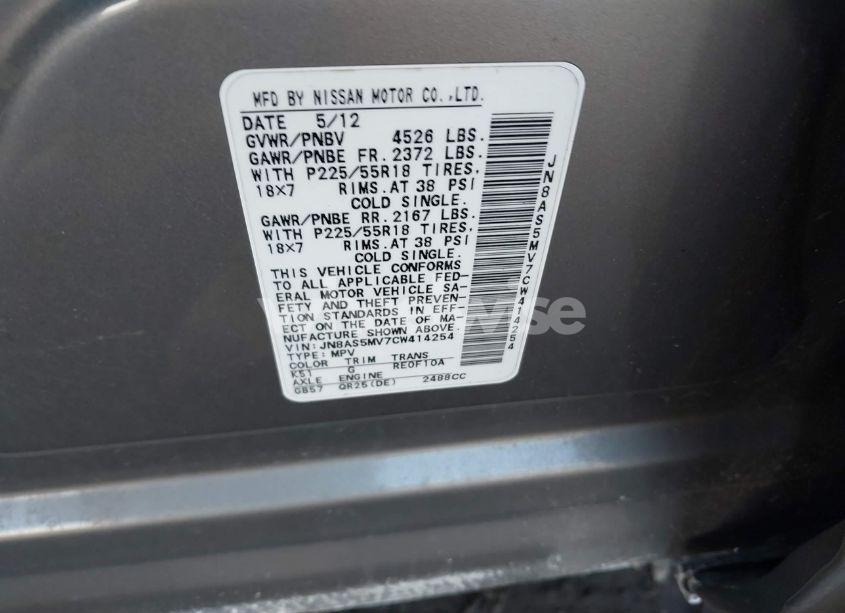 MFD BY NISSAN MOTOR CO.,LTD.
DATE 5/12
GVWR/PNBV 4526 LBS.
GAWR/PNBE FR. 2372 LBS.
WITH P225/55R18 TIRES,
18X7 RIMS. AT 38 PSI
COLD SINGLE.
GAWR/PNBE RR. 2167 LBS.
WITH P225/55R18 TIRES,
18X7 RIMS. AT 38 PSI
COLD SINGLE.
THIS VEHICLE CONFORMS
TO ALL APPLICABLE FED-
ERAL MOTOR VEHICLE SA-
FETY AND THEFT PREVEN-
TION STANDARDS IN EFF-
ECT ON THE DATE OF MA-
NUFACTURE SHOWN ABOVE.
VIN: JN8AS5MV7CW414254
TYPE: MPV
COLOR TRIM TRANS
K51 G RE0F10A
AXLE ENGINE
GB57 QR25(DE) 2488CC
JN8AS5MV7CW414254